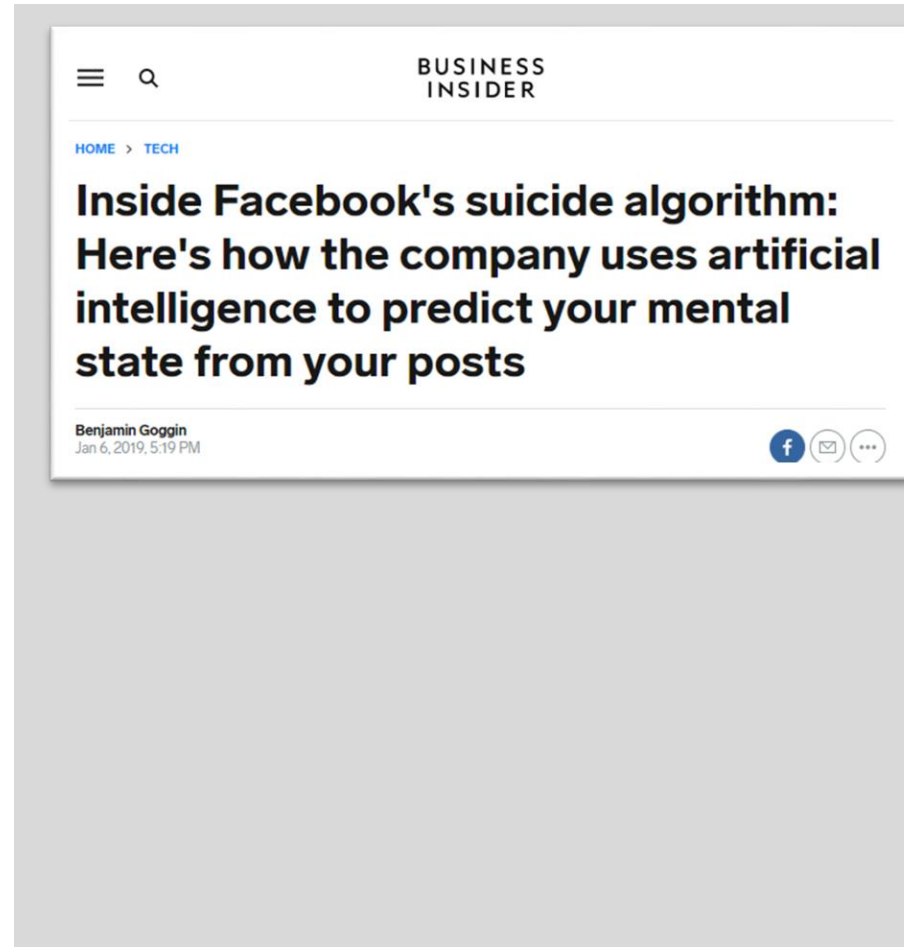 BUSINESS
INSIDER
HOME > TECH
Inside Facebook's suicide algorithm:
Here's how the company uses artificial
intelligence to predict your mental
state from your posts
Benjamin Goggin
Jan 6, 2019, 5:19 PM